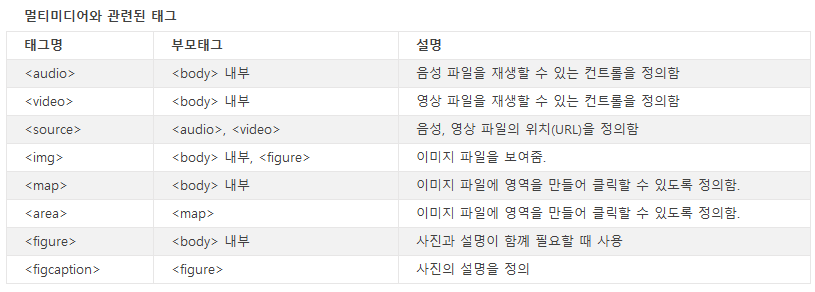 멀티미디어와 관련된 태그
태그명 부모태그 설명
<audio> <body> 내부 음성 파일을 재생할 수 있는 컨트롤을 정의함
<video> <body> 내부 영상 파일을 재생할 수 있는 컨트롤을 정의함
<source> <audio>, <video> 음성, 영상 파일의 위치(URL)을 정의함
<img> <body> 내부, <figure> 이미지 파일을 보여줌.
<map> <body> 내부 이미지 파일에 영역을 만들어 클릭할 수 있도록 정의함.
<area> <map> 이미지 파일에 영역을 만들어 클릭할 수 있도록 정의함.
<figure> <body> 내부 사진과 설명이 함께 필요할 때 사용
<figcaption> <figure> 사진의 설명을 정의